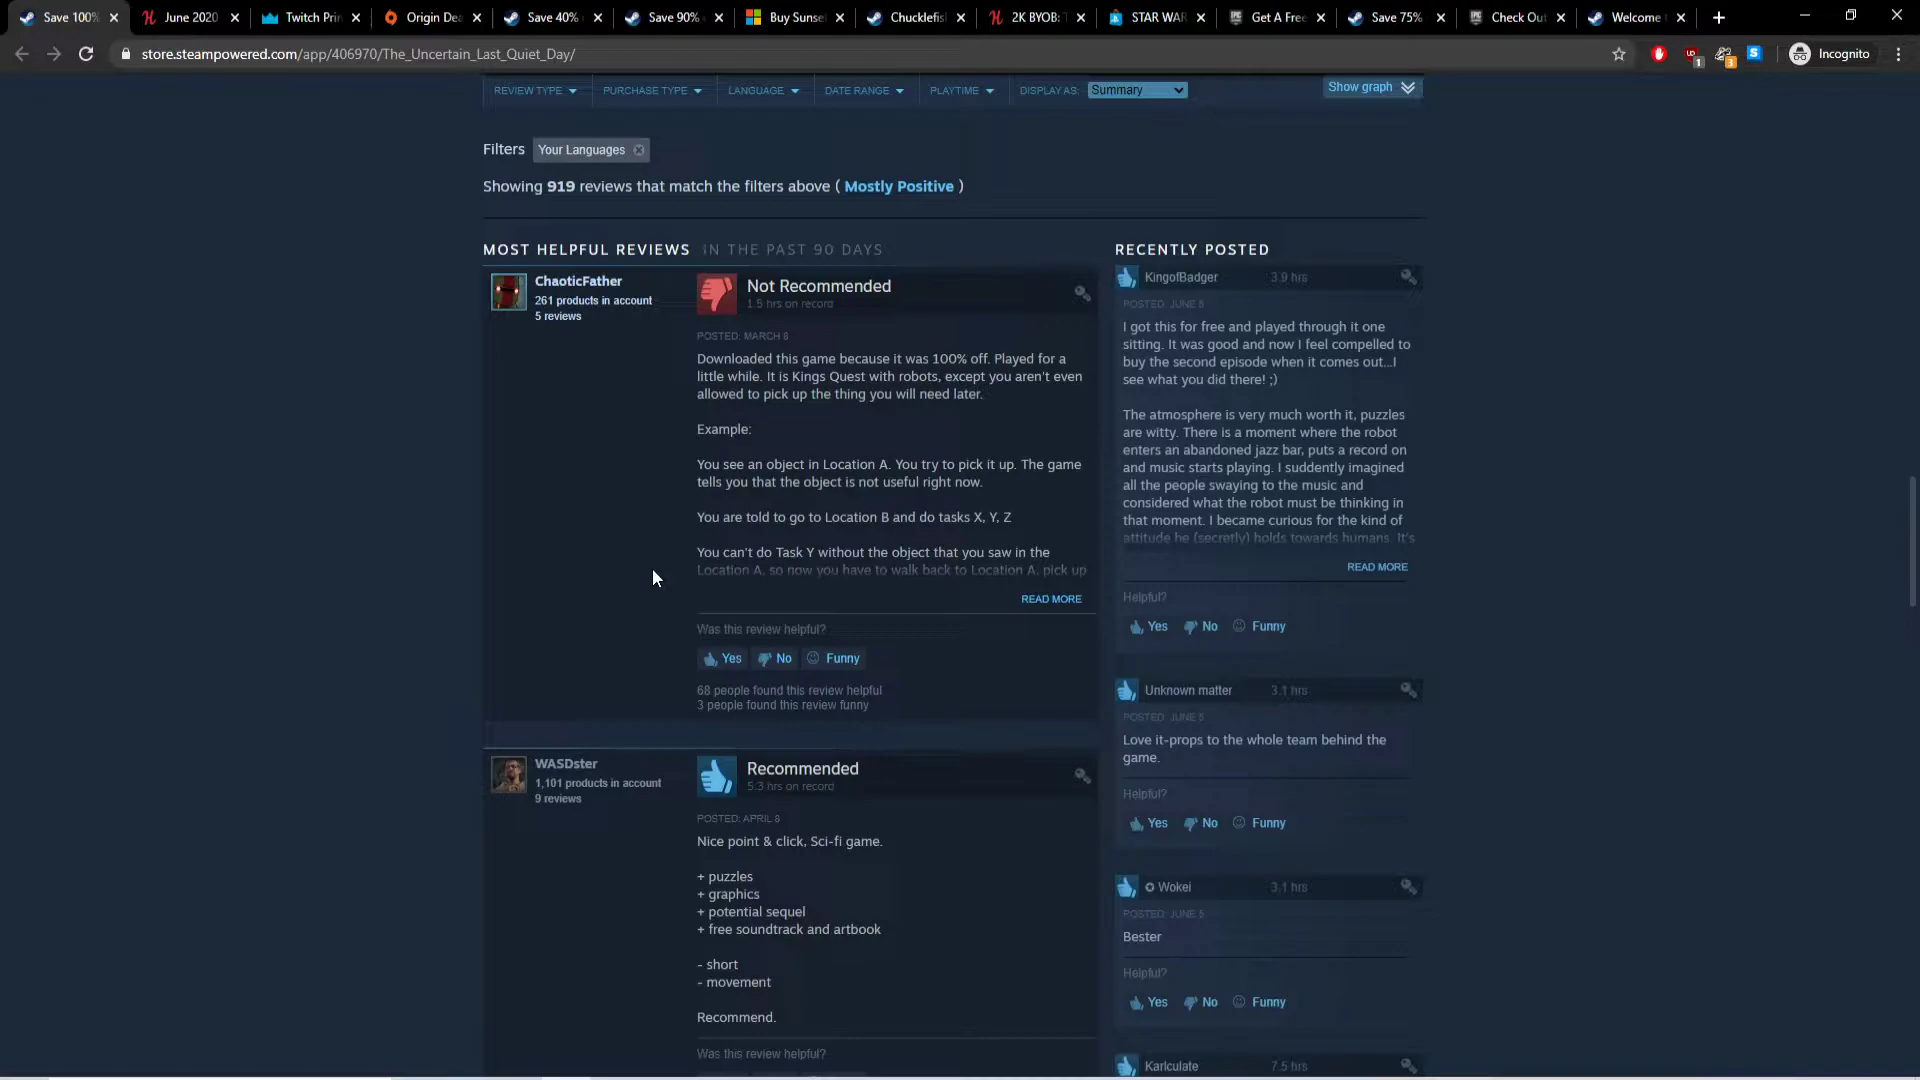 Save 100%
June 2020
Twitch Prin
Origin Dea
Save 40%
Save 90%
Buy Sunse
Chucklefis
2K BYOB:
STAR WAR
Get A Free
Save 75%
Check Out
Welcome
store.steampowered.com/app/406970/The_Uncertain_Last_Quiet_Day/
1
3
Incognito
REVIEW TYPE
PURCHASE TYPE
LANGUAGE
DATE RANGE
PLAYTIME
DISPLAY AS:
Summary
Show graph
Filters
Your Languages
Showing 919 reviews that match the filters above ( Mostly Positive )
MOST HELPFUL REVIEWS IN THE PAST 90 DAYS
ChaoticFather
261 products in account
5 reviews
Not Recommended
1.5 hrs on record
POSTED: MARCH 8
Downloaded this game because it was 100% off. Played for a
little while. It is Kings Quest with robots, except you aren't even
allowed to pick up the thing you will need later.
Example:
You see an object in Location A. You try to pick it up. The game
tells you that the object is not useful right now.
You are told to go to Location B and do tasks X, Y, Z
You can't do Task Y without the object that you saw in the
Location A. so now you have to walk back to Location A. pick up
READ MORE
Was this review helpful?
Yes
No
Funny
68 people found this review helpful
3 people found this review funny
WASDster
1,101 products in account
9 reviews
Recommended
5.3 hrs on record
POSTED: APRIL 8
Nice point & click, Sci-fi game.
+ puzzles
+ graphics
+ potential sequel
+ free soundtrack and artbook
- short
- movement
Recommend.
Was this review helpful?
RECENTLY POSTED
KingofBadger
3.9 hrs
POSTED: JUNE 6
I got this for free and played through it one
sitting. It was good and now I feel compelled to
buy the second episode when it comes out...I
see what you did there! ;)
The atmosphere is very much worth it, puzzles
are witty. There is a moment where the robot
enters an abandoned jazz bar, puts a record on
and music starts playing. I suddently imagined
all the people swaying to the music and
considered what the robot must be thinking in
that moment. I became curious for the kind of
attitude he (secretly) holds towards humans. It's
READ MORE
Helpful?
Yes
No
Funny
Unknown matter
3.1 hrs
POSTED: JUNE 5
Love it-props to the whole team behind the
game.
Helpful?
Yes
No
Funny
✪ Wokei
3.1 hrs
POSTED: JUNE 5
Bester
Helpful?
Yes
No
Funny
Karlculate
7.5 hrs